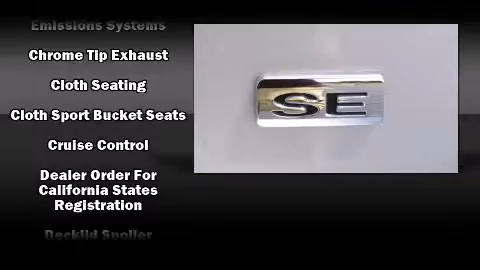 Emissions Systems
Chrome Tip Exhaust
Cloth Seating
Cloth Sport Bucket Seats
Cruise Control
Dealer Order For
California States
Registration
Decklid Spoiler
SE